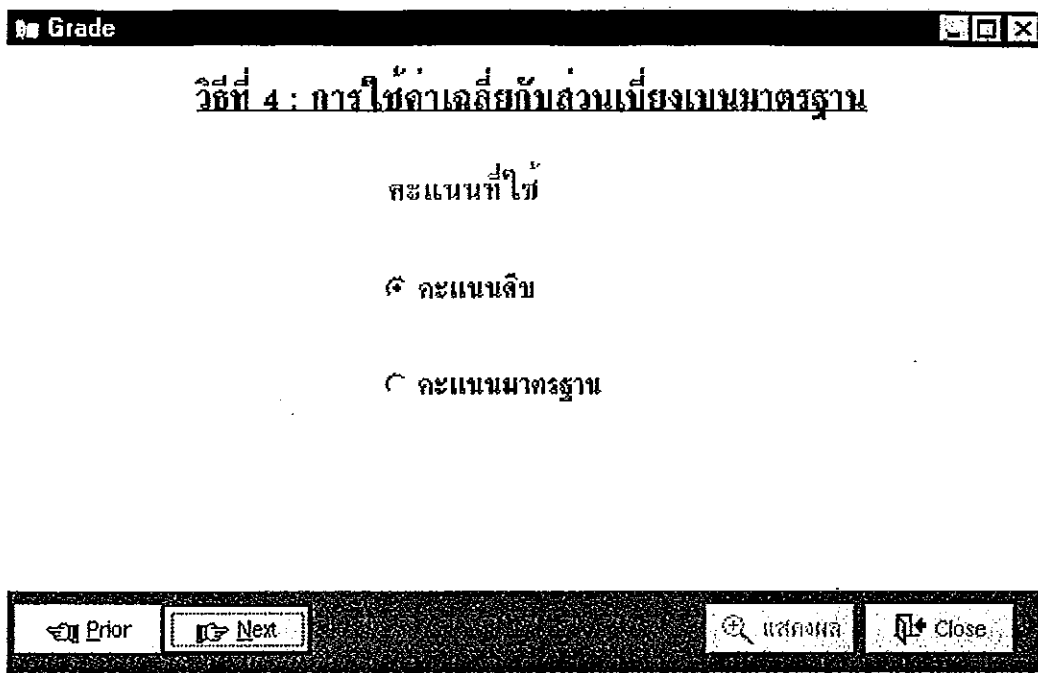 Grade
วิธีที่ 4 : การใช้ค่าเฉลี่ยกับส่วนเบี่ยงเบนมาตรฐาน
คะแนนที่ใช้
คะแนนดิบ
คะแนนมาตรฐาน
Prior Next แสดงผล Close